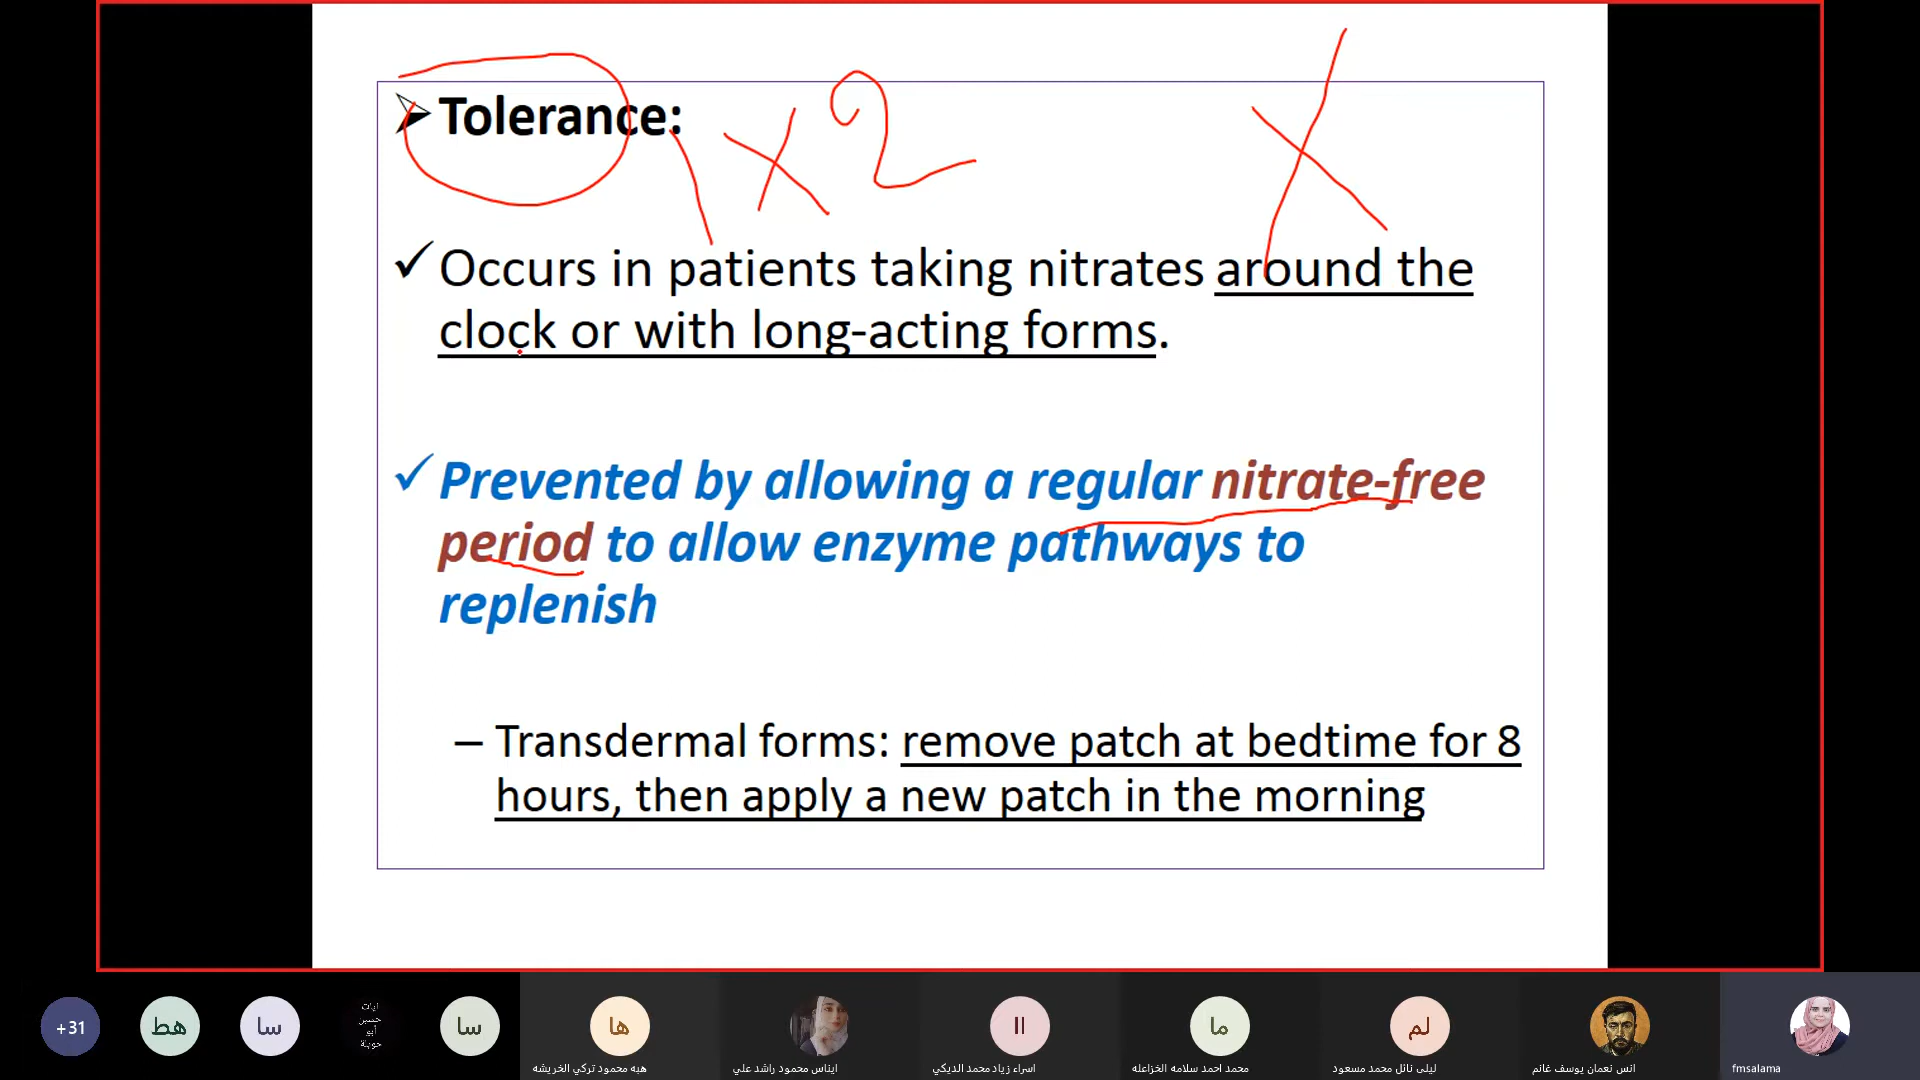 Tolerance:
1x2
X
Occurs in patients taking nitrates around the
clock or with long-acting forms.
Prevented by allowing a regular nitrate-free
period to allow enzyme pathways to
replenish
– Transdermal forms: remove patch at bedtime for 8
hours, then apply a new patch in the morning
+31
هط
سا
ايات
حسين
أبو
حويلة
سا
ها
اا
ما
لم
هبه محمود تركي الخريشه
ايناس محمود راشد علي
اسراء زياد محمد الديكي
محمد احمد سلامه الخزاعله
ليلى نائل محمد مسعود
انس نعمان يوسف غانم
fmsalama